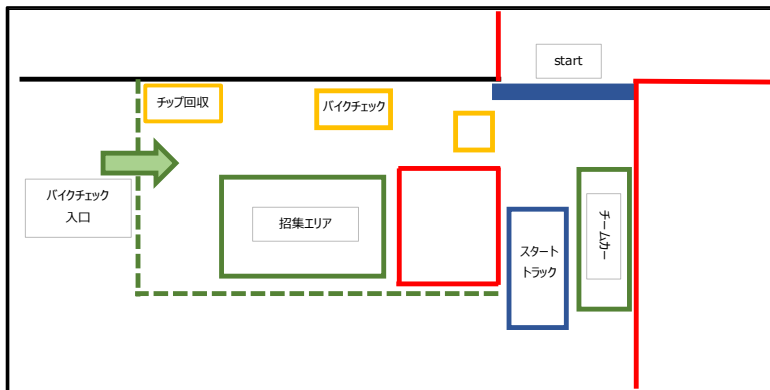 start
チップ回収
バイクチェック
バイクチェック
入口
招集エリア
スタート
トラック
チームカー